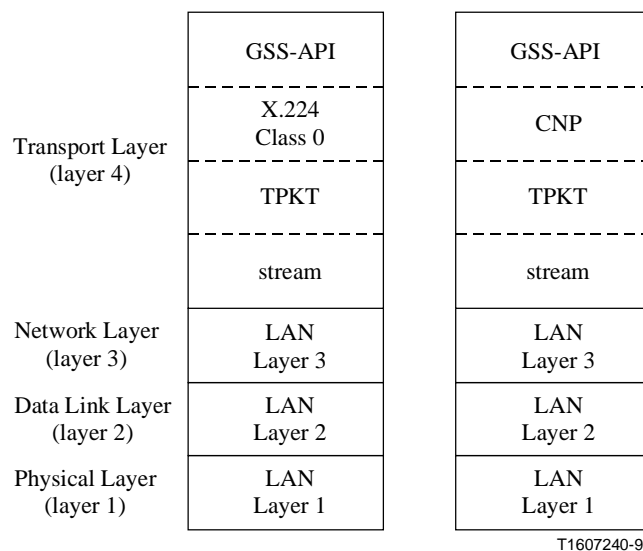 GSS-API
GSS-API
X.224
Class 0
CNP
Transport Layer
(layer 4)
TPKT
TPKT
stream
stream
Network Layer
(layer 3)
LAN
Layer 3
LAN
Layer 3
Data Link Layer
(layer 2)
LAN
Layer 2
LAN
Layer 2
Physical Layer
(layer 1)
LAN
Layer 1
LAN
Layer 1
T1607240-9